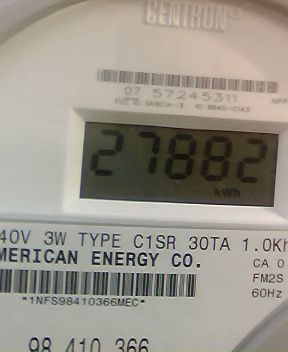 CENTRON®
07 57245311
27882
kWh
40V 3W TYPE C1SR 30TA 1.0Kh
MERICAN ENERGY CO. CA 0
FM2S
*1NFS98410366MEC* 60Hz
98 410 366